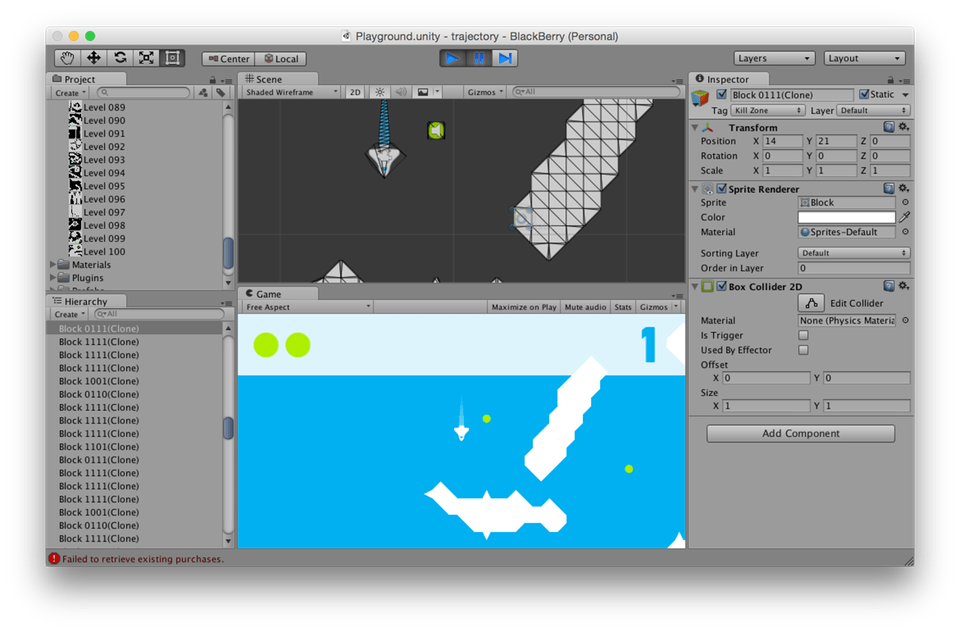 Playground.unity - trajectory - BlackBerry (Personal)
Center Local Layers Layout
Project
Create
Level 089
Level 090
Level 091
Level 092
Level 093
Level 094
Level 095
Level 096
Level 097
Level 098
Level 099
Level 100
Materials
Plugins
Hierarchy
Create All
Block 0111(Clone)
Block 1111(Clone)
Block 1111(Clone)
Block 1111(Clone)
Block 1001(Clone)
Block 0110(Clone)
Block 1111(Clone)
Block 1111(Clone)
Block 1111(Clone)
Block 1101(Clone)
Block 0111(Clone)
Block 1111(Clone)
Block 1111(Clone)
Block 1111(Clone)
Block 1001(Clone)
Block 0110(Clone)
Block 1111(Clone)
Scene
Shaded Wireframe 2D Gizmos All
Game
Free Aspect Maximize on Play Mute audio Stats Gizmos
1
Inspector
Block 0111(Clone) Static
Tag Kill Zone Layer Default
Transform
Position X 14 Y 21 Z 0
Rotation X 0 Y 0 Z 0
Scale X 1 Y 1 Z 1
Sprite Renderer
Sprite Block
Color
Material Sprites-Default
Sorting Layer Default
Order in Layer 0
Box Collider 2D
Edit Collider
Material None (Physics Materia
Is Trigger
Used By Effector
Offset
X 0 Y 0
Size
X 1 Y 1
Add Component
Failed to retrieve existing purchases.